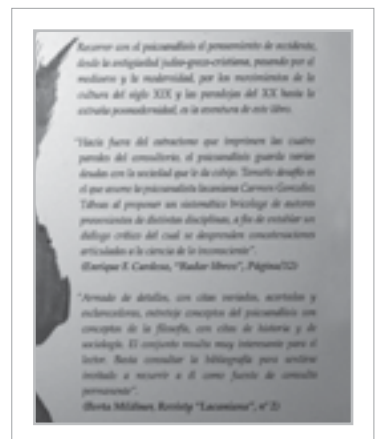 Recorrer con el psicoanálisis el pensamiento de occidente,
desde la antigüedad judeo-greco-cristiana, pasando por el
medioevo y la modernidad, por los movimientos de la
cultura del siglo XIX y las paradojas del XX hasta la
extraña posmodernidad, es la aventura de este libro.
"Hacia fuera del ostracismo que imprimen las cuatro
paredes del consultorio, el psicoanálisis guarda varias
deudas con la sociedad que le da cobijo. Tamaño desafío es
el que asume la psicoanalista lacaniana Carmen González
Táboas al proponer un sistemático bricolage de autores
provenientes de distintas disciplinas, a fin de entablar un
diálogo crítico del cual se desprenden concatenaciones
articuladas a la ciencia de lo inconsciente".
(Enrique F. Cardoso, "Radar libros", Página/12)
"Armado de detalles, con citas variadas, acertadas y
esclarecedoras, entreteje conceptos del psicoanálisis con
conceptos de la filosofía, con citas de historia y de
sociología. El conjunto resulta muy interesante para el
lector. Basta consultar la bibliografía para sentirse
invitado a recurrir a él como fuente de consulta
permanente".
(Berta Mildiner, "Lacaniana", nº 2)